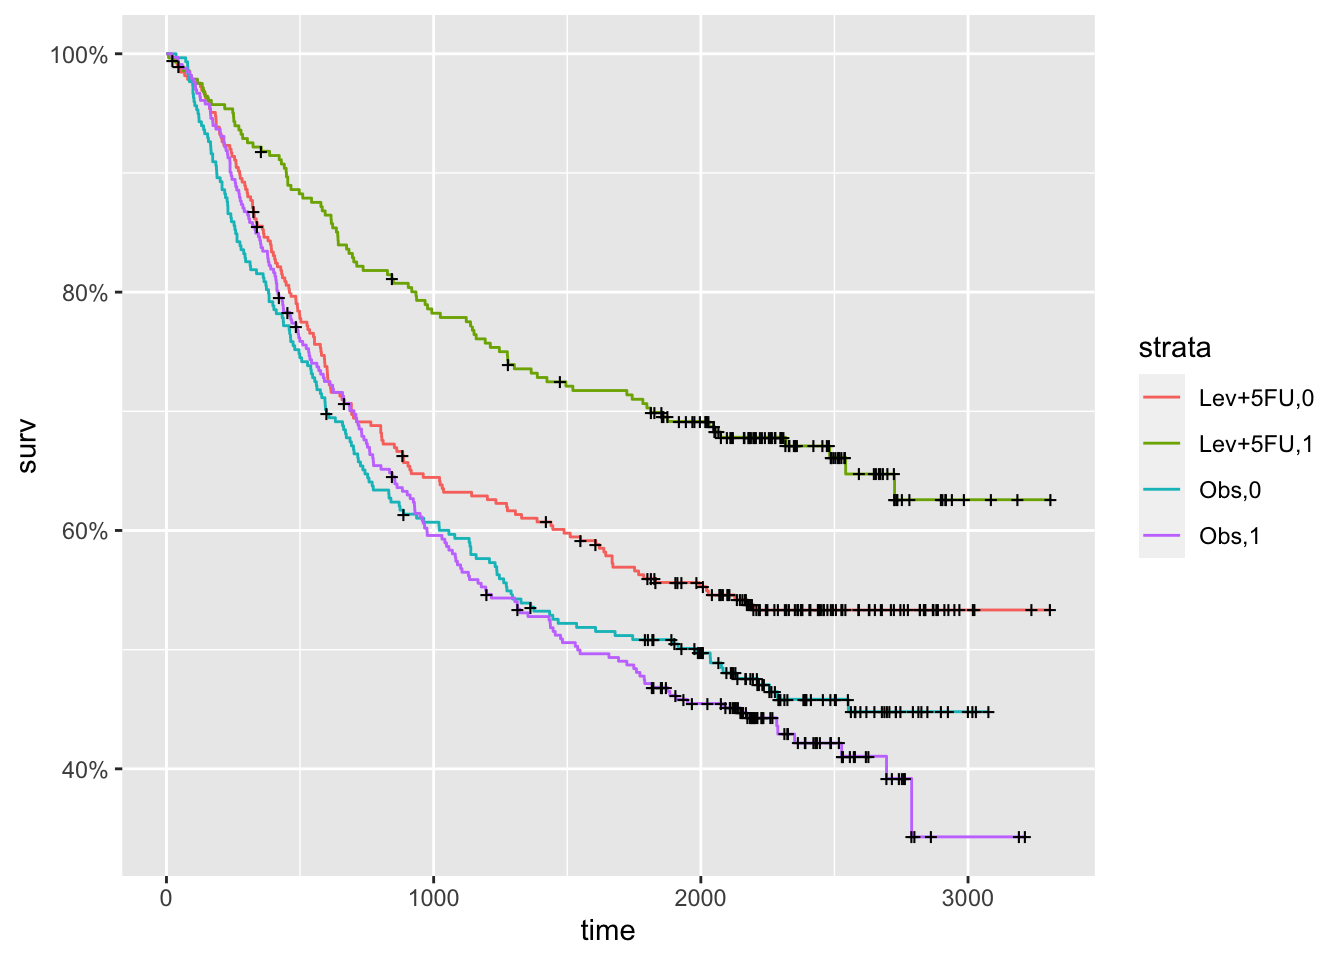 100%
80%
60%
40%
surv
0
1000
2000
3000
time
strata
Lev+5FU,0
Lev+5FU,1
Obs,0
Obs,1